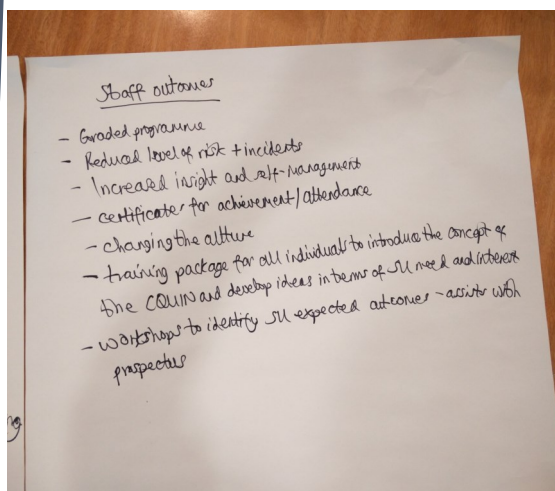 Staff outcomes
- Graded programme
- Reduced level of risk + incidents
- Increased insight and self-management
- certificates for achievement/attendance
- changing the culture
- training package for all individuals to introduce the concept of
the CQUIN and develop ideas in terms of SU need and interest
- workshops to identify SU expected outcomes - assists with
prospectus